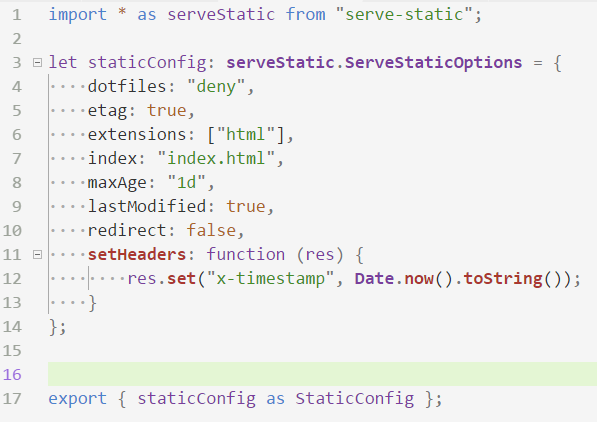 1 import * as serveStatic from "serve-static";
2
3 let staticConfig: serveStatic.ServeStaticOptions = {
4 ····dotfiles: "deny",
5 ····etag: true,
6 ····extensions: ["html"],
7 ····index: "index.html",
8 ····maxAge: "1d",
9 ····lastModified: true,
10 ····redirect: false,
11 ····setHeaders: function (res) {
12 ········res.set("x-timestamp", Date.now().toString());
13 ····}
14 };
15
16
17 export { staticConfig as StaticConfig };